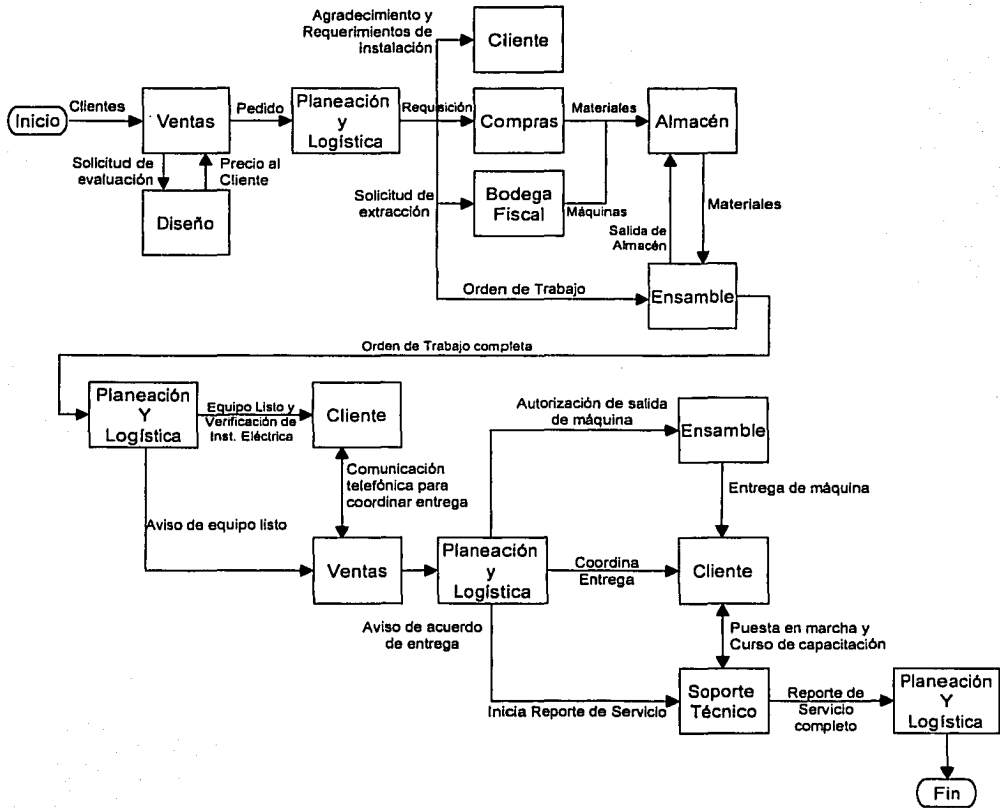 Agradecimiento y
Requerimientos de
instalación
Cliente
Inicio
Clientes
Ventas
Pedido
Planeación
y
Logística
Requisición
Compras
Materiales
Almacén
Solicitud de
evaluación
Precio al
Cliente
Diseño
Solicitud de
extracción
Bodega
Fiscal
Máquinas
Salida de
Almacén
Materiales
Orden de Trabajo
Ensamble
Orden de Trabajo completa
Planeación
Y
Logística
Equipo Listo y
Verificación de
Inst. Eléctrica
Cliente
Autorización de salida
de máquina
Ensamble
Comunicación
telefónica para
coordinar entrega
Entrega de máquina
Aviso de equipo listo
Ventas
Planeación
y
Logística
Coordina
Entrega
Cliente
Aviso de acuerdo
de entrega
Puesta en marcha y
Curso de capacitación
Inicia Reporte de Servicio
Soporte
Técnico
Reporte de
Servicio
completo
Planeación
Y
Logística
Fin